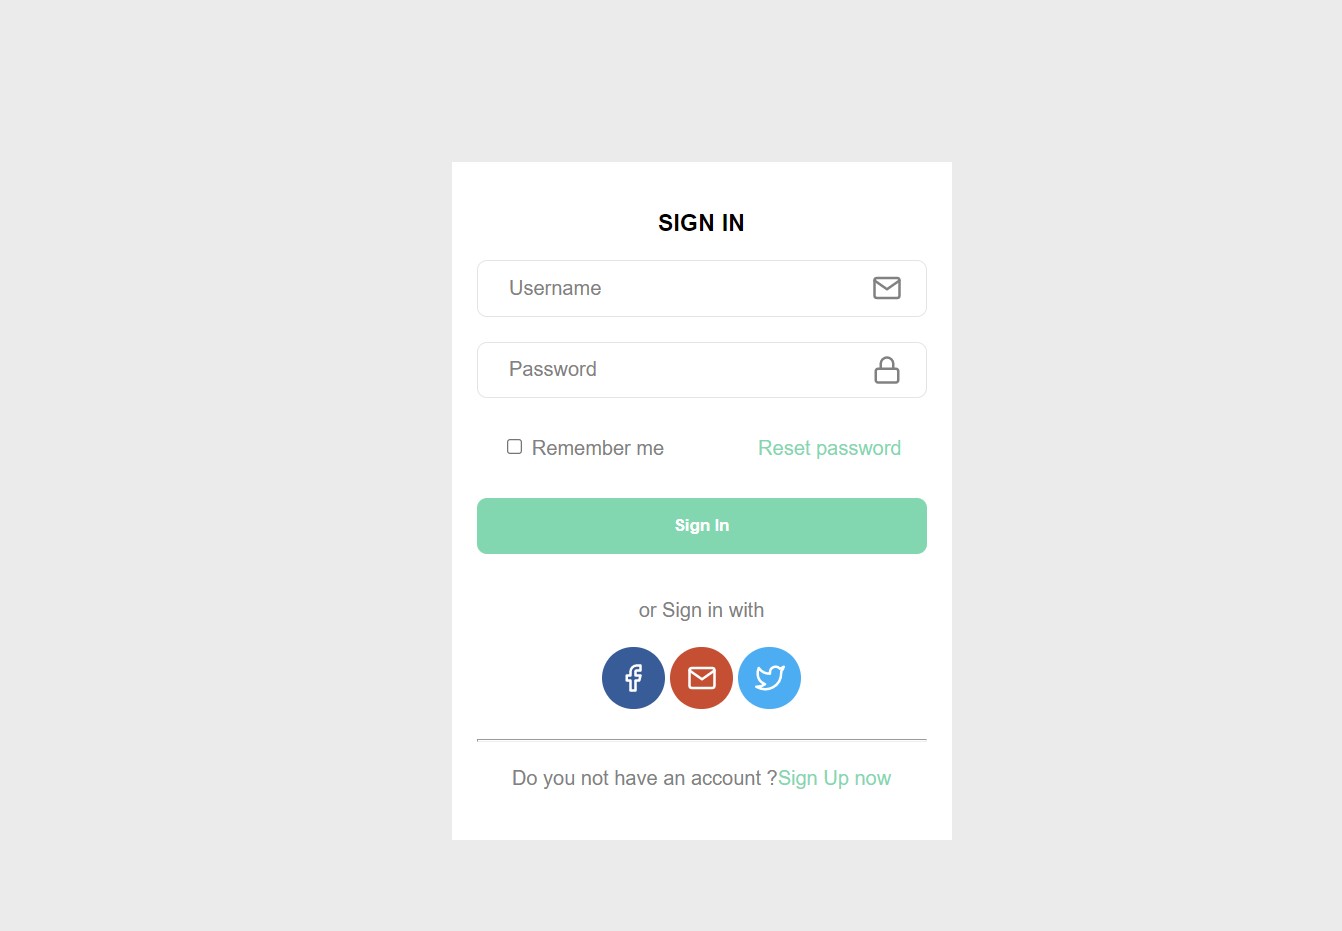 SIGN IN
Username
Password
Remember me
Reset password
Sign In
or Sign in with
Do you not have an account ?Sign Up now